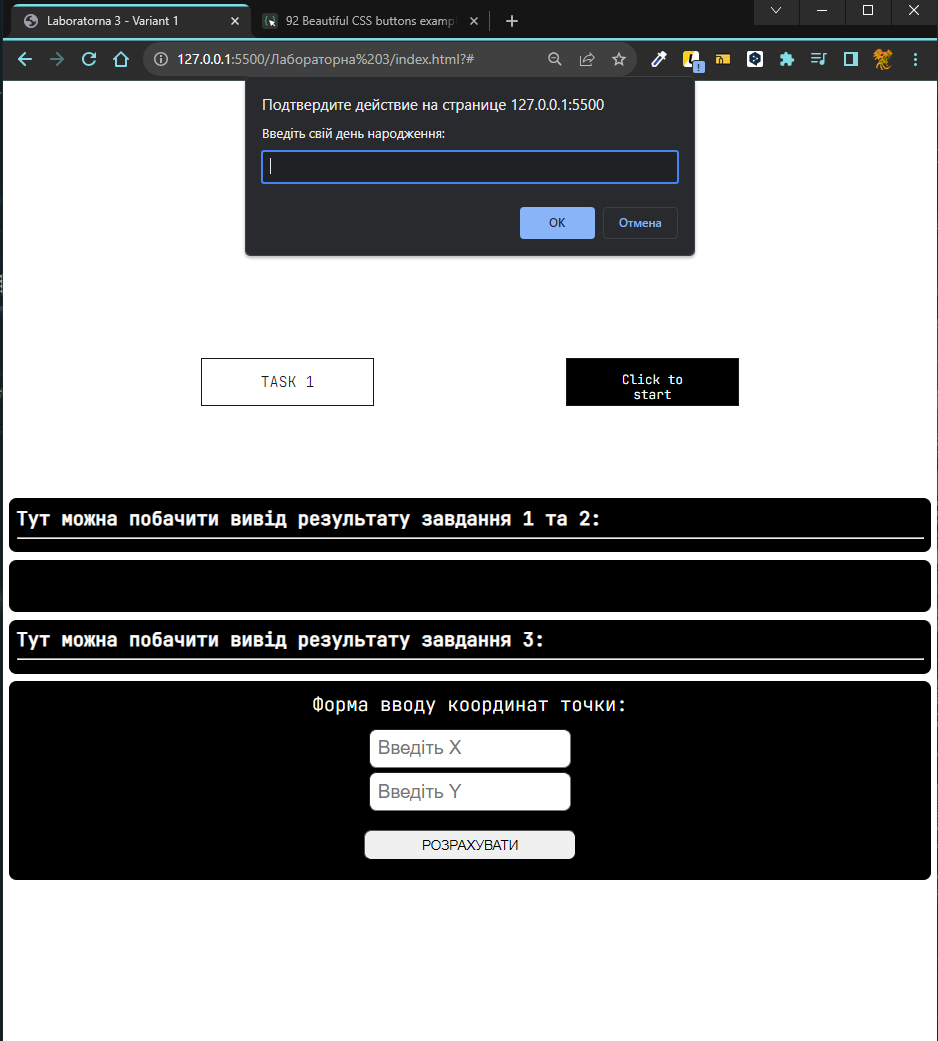 Laboratorna 3 - Variant 1
92 Beautiful CSS buttons examp
127.0.0.1:5500/Лабораторна%203/index.html?#
Подтвердите действие на странице 127.0.0.1:5500
Введіть свій день народження:
ОК
Отмена
TASK 1
Click to
start
Тут можна побачити вивід результату завдання 1 та 2:
Тут можна побачити вивід результату завдання 3:
Форма вводу координат точки:
Введіть X
Введіть Y
РОЗРАХУВАТИ